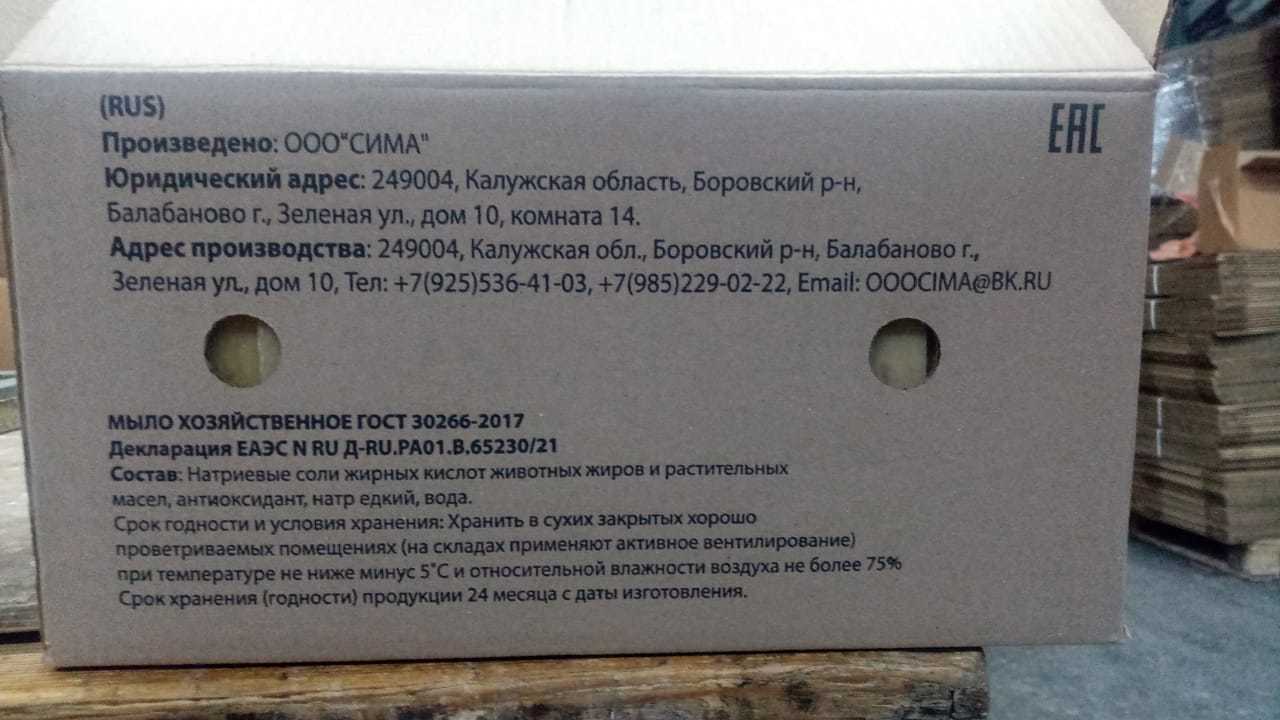 (RUS)
EAC
Произведено: ООО"СИМА"
Юридический адрес: 249004, Калужская область, Боровский р-н,
Балабаново г., Зеленая ул., дом 10, комната 14.
Адрес производства: 249004, Калужская обл., Боровский р-н, Балабаново г.,
Зеленая ул., дом 10, Тел: +7(925)536-41-03, +7(985)229-02-22, Email: OOOCIMA@BK.RU
МЫЛО ХОЗЯЙСТВЕННОЕ ГОСТ 30266-2017
Декларация ЕАЭС N RU Д-RU.РА01.В.65230/21
Состав: Натриевые соли жирных кислот животных жиров и растительных
масел, антиоксидант, натр едкий, вода.
Срок годности и условия хранения: Хранить в сухих закрытых хорошо
проветриваемых помещениях (на складах применяют активное вентилирование)
при температуре не ниже минус 5˚С и относительной влажности воздуха не более 75%
Срок хранения (годности) продукции 24 месяца с даты изготовления.